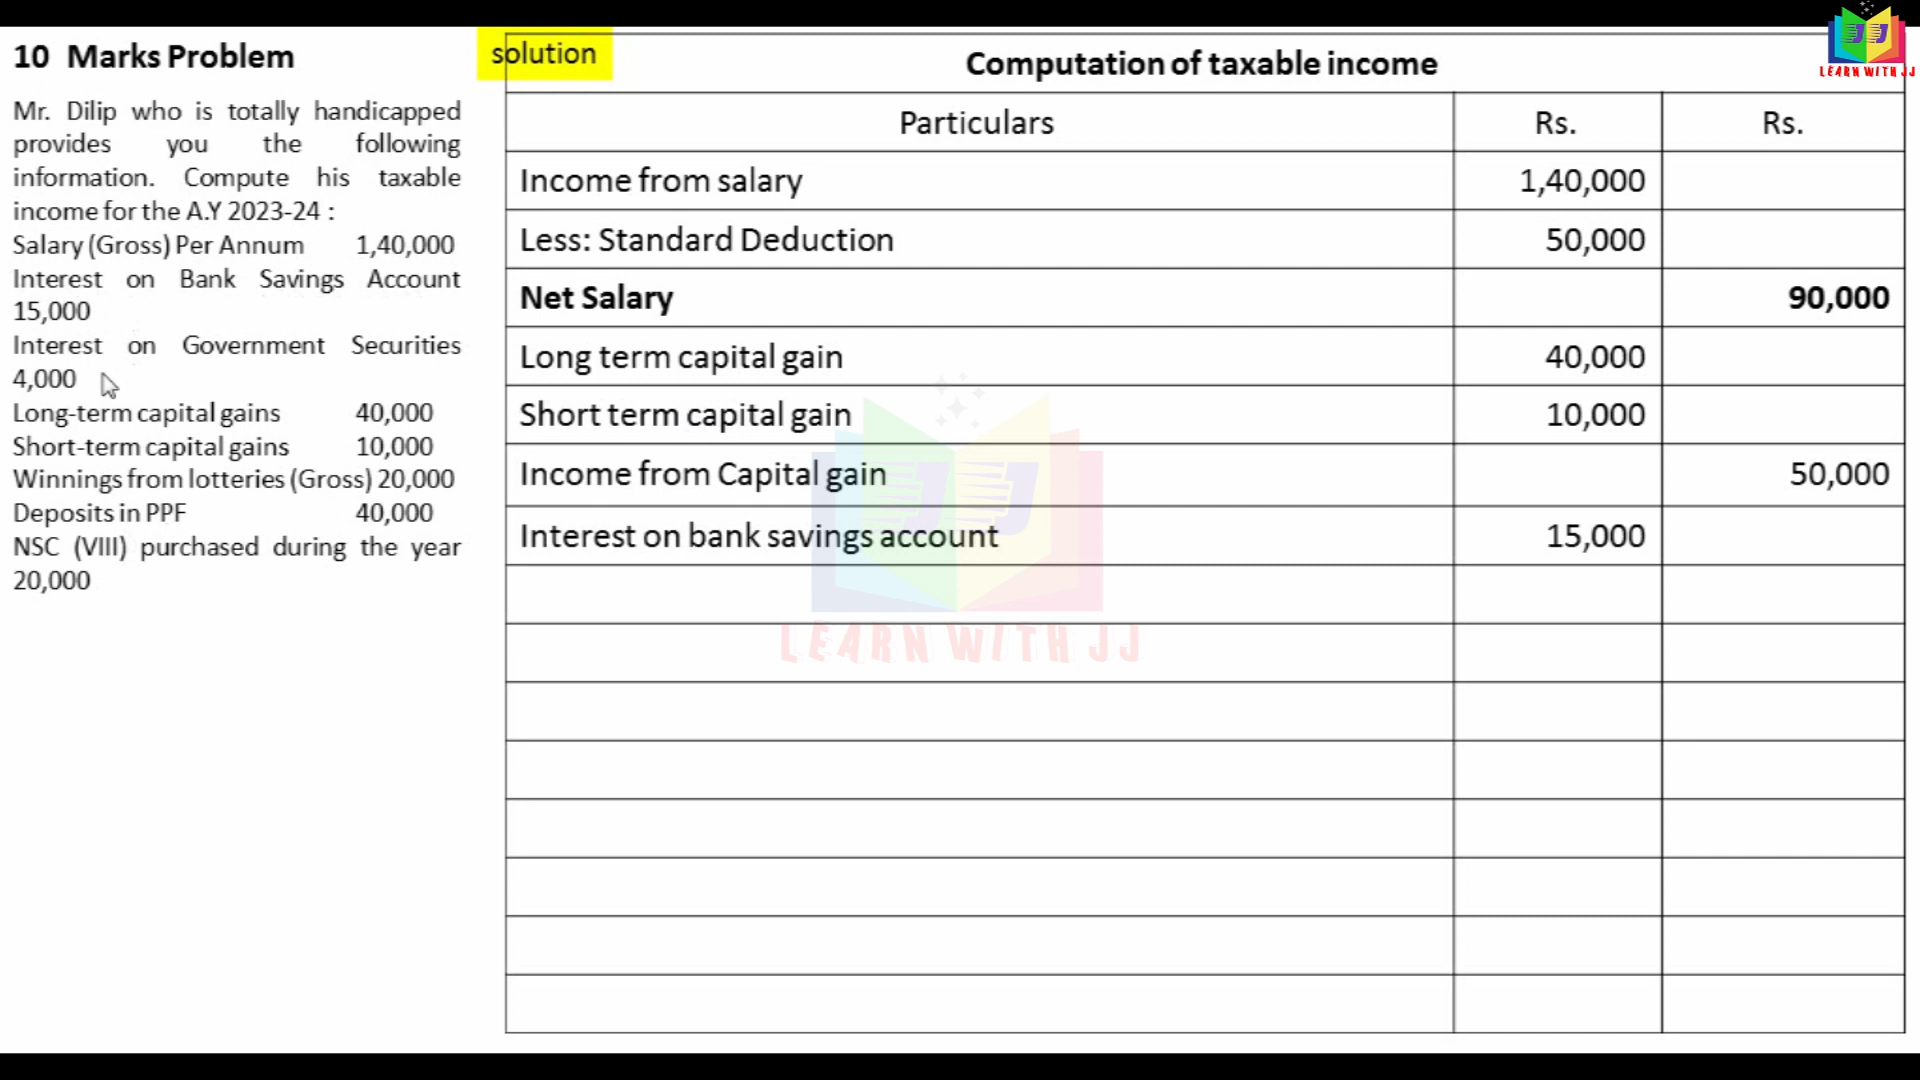 10 Marks Problem
Mr. Dilip who is totally handicapped
provides you the following
information. Compute his taxable
income for the A.Y 2023-24 :
Salary (Gross) Per Annum 1,40,000
Interest on Bank Savings Account
15,000
Interest on Government Securities
4,000
Long-term capital gains 40,000
Short-term capital gains 10,000
Winnings from lotteries (Gross) 20,000
Deposits in PPF 40,000
NSC (VIII) purchased during the year
20,000
solution
Computation of taxable income
Particulars Rs. Rs.
Income from salary 1,40,000
Less: Standard Deduction 50,000
Net Salary 90,000
Long term capital gain 40,000
Short term capital gain 10,000
Income from Capital gain 50,000
Interest on bank savings account 15,000
JJ
LEARN WITH JJ
JJ
LEARN WITH JJ